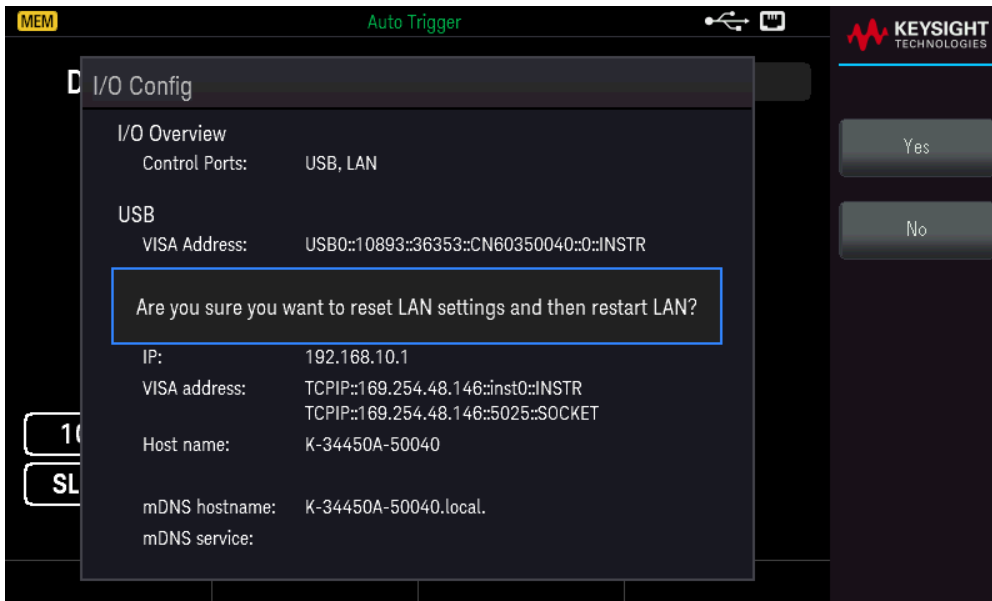 MEM
Auto Trigger
KEYSIGHT
TECHNOLOGIES
D
I/O Config
I/O Overview
Control Ports: USB, LAN
Yes
USB
No
VISA Address: USB0::10893::36353::CN60350040::0::INSTR
Are you sure you want to reset LAN settings and then restart LAN?
IP: 192.168.10.1
VISA address: TCPIP::169.254.48.146::inst0::INSTR
TCPIP::169.254.48.146::5025::SOCKET
10
Host name: K-34450A-50040
SL
mDNS hostname: K-34450A-50040.local.
mDNS service: